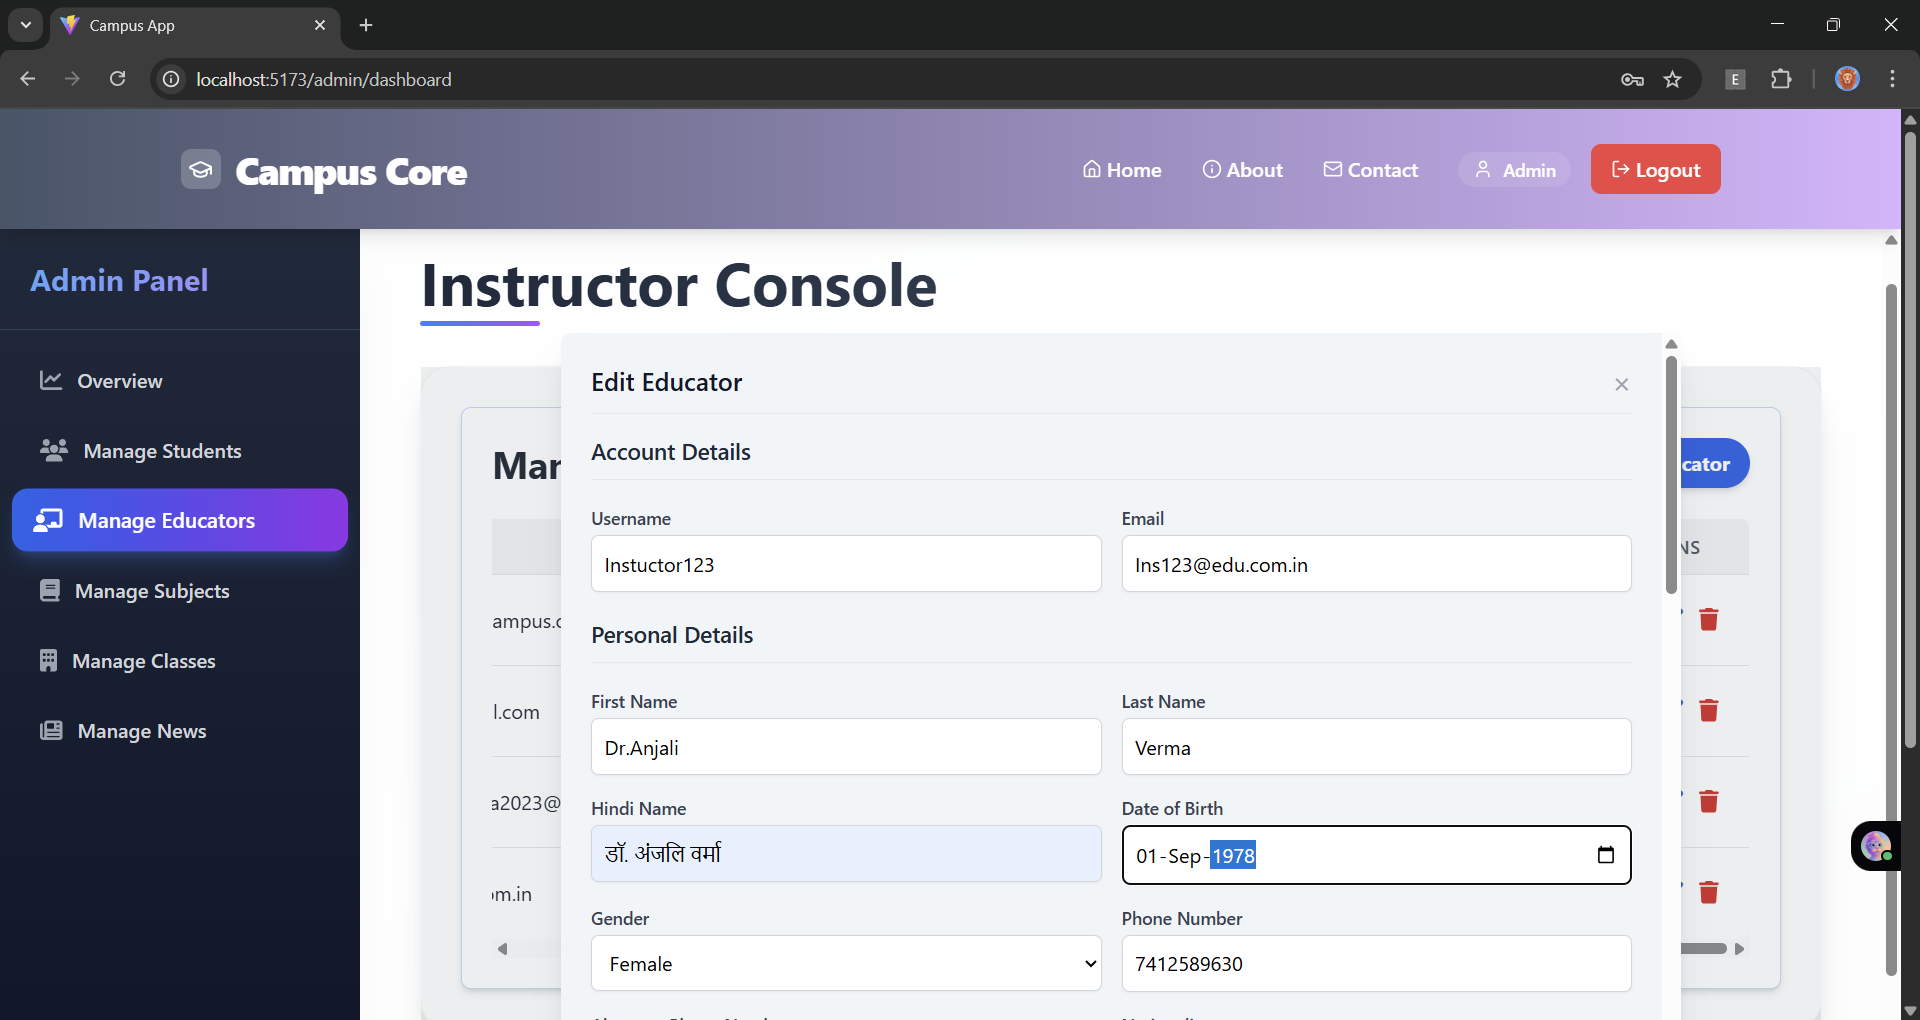 Campus App
localhost:5173/admin/dashboard
E
Campus Core
Home
About
Contact
Admin
Logout
Admin Panel
Overview
Manage Students
Manage Educators
Manage Subjects
Manage Classes
Manage News
Instructor Console
Edit Educator
Account Details
Username
Email
Instuctor123
Ins123@edu.com.in
Personal Details
First Name
Last Name
Dr.Anjali
Verma
Hindi Name
Date of Birth
डॉ. अंजलि वर्मा
01-Sep-1978
Gender
Phone Number
Female
7412589630
Mar
cator
NS
ampus.c
l.com
a2023@
m.in